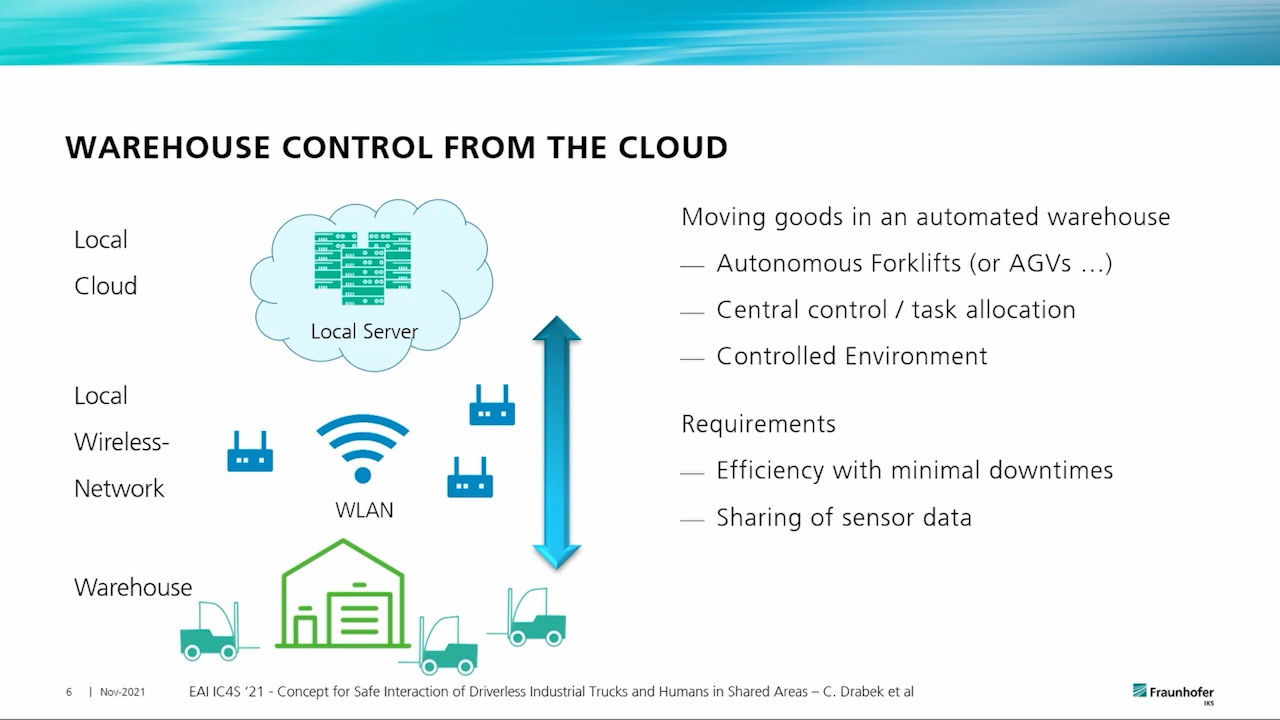 WAREHOUSE CONTROL FROM THE CLOUD
Local
Cloud
Local Server
Local
Wireless-
Network
WLAN
Warehouse
Moving goods in an automated warehouse
— Autonomous Forklifts (or AGVs …)
— Central control / task allocation
— Controlled Environment
Requirements
— Efficiency with minimal downtimes
— Sharing of sensor data
6 | Nov-2021 EAI IC4S ‘21 - Concept for Safe Interaction of Driverless Industrial Trucks and Humans in Shared Areas – C. Drabek et al
Fraunhofer
IKS